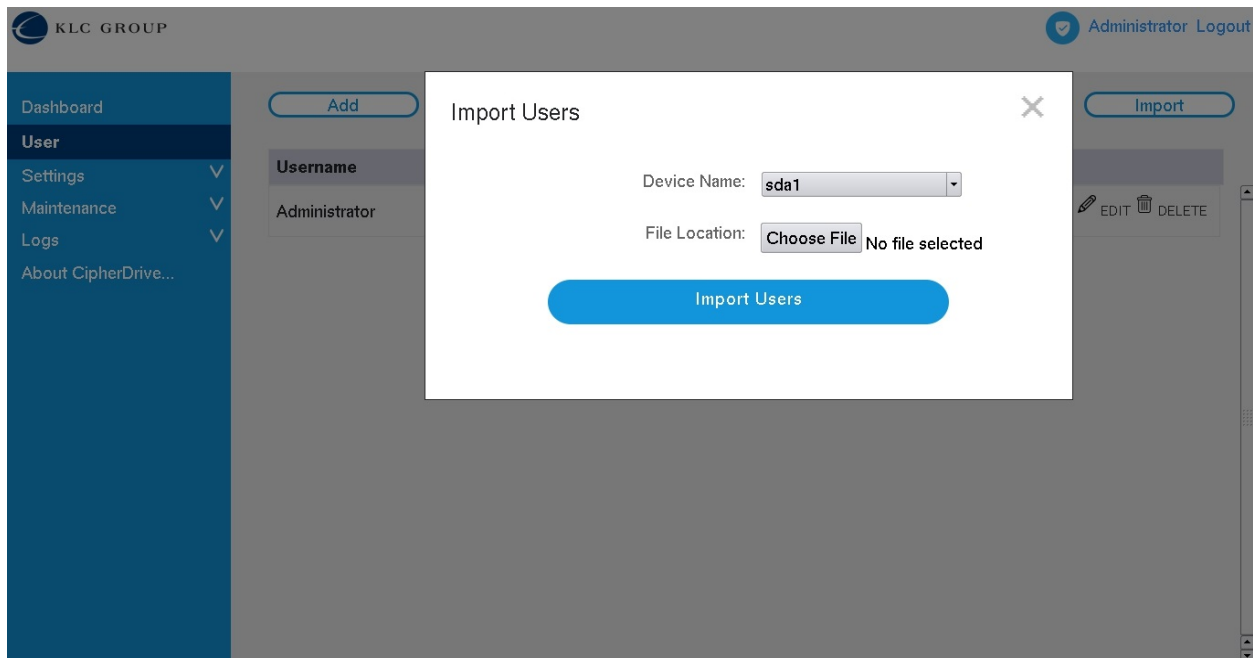 KLC GROUP
Administrator Logout
Dashboard
User
Settings
Maintenance
Logs
About CipherDrive...
Add
Import
Username
Administrator
EDIT DELETE
Import Users
Device Name: sda1
File Location: Choose File No file selected
Import Users